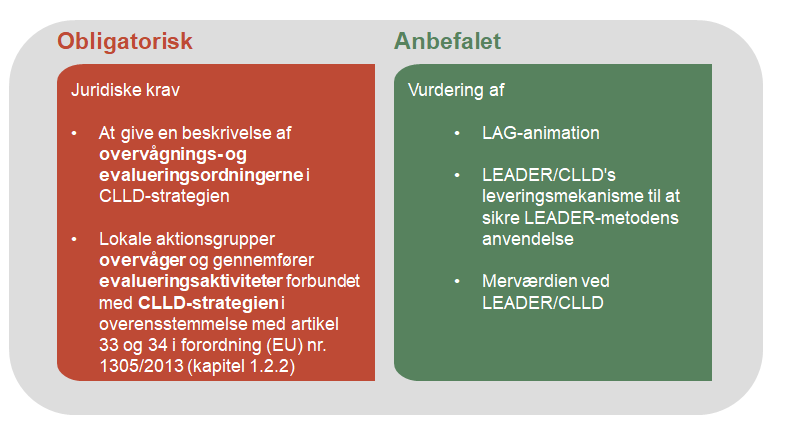 Obligatorisk
Juridiske krav
• At give en beskrivelse af
overvågnings- og
evalueringsordningerne i
CLLD-strategien
• Lokale aktionsgrupper
overvåger og gennemfører
evalueringsaktiviteter forbundet
med CLLD-strategien i
overensstemmelse med artikel
33 og 34 i forordning (EU) nr.
1305/2013 (kapitel 1.2.2)
Anbefalet
Vurdering af
• LAG-animation
• LEADER/CLLD's
leveringsmekanisme til at
sikre LEADER-metodens
anvendelse
• Merværdien ved
LEADER/CLLD